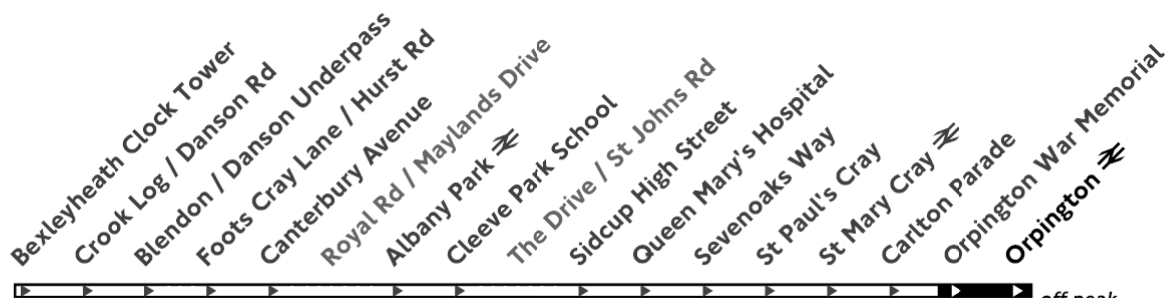 Bexleyheath Clock Tower
Crook Log / Danson Rd
Blendon / Danson Underpass
Foots Cray Lane / Hurst Rd
Canterbury Avenue
Royal Rd / Maylands Drive
Albany Park
Cleeve Park School
The Drive / St Johns Rd
Sidcup High Street
Queen Mary's Hospital
Sevenoaks Way
St Paul's Cray
St Mary Cray
Carlton Parade
Orpington War Memorial
Orpington
off-peak